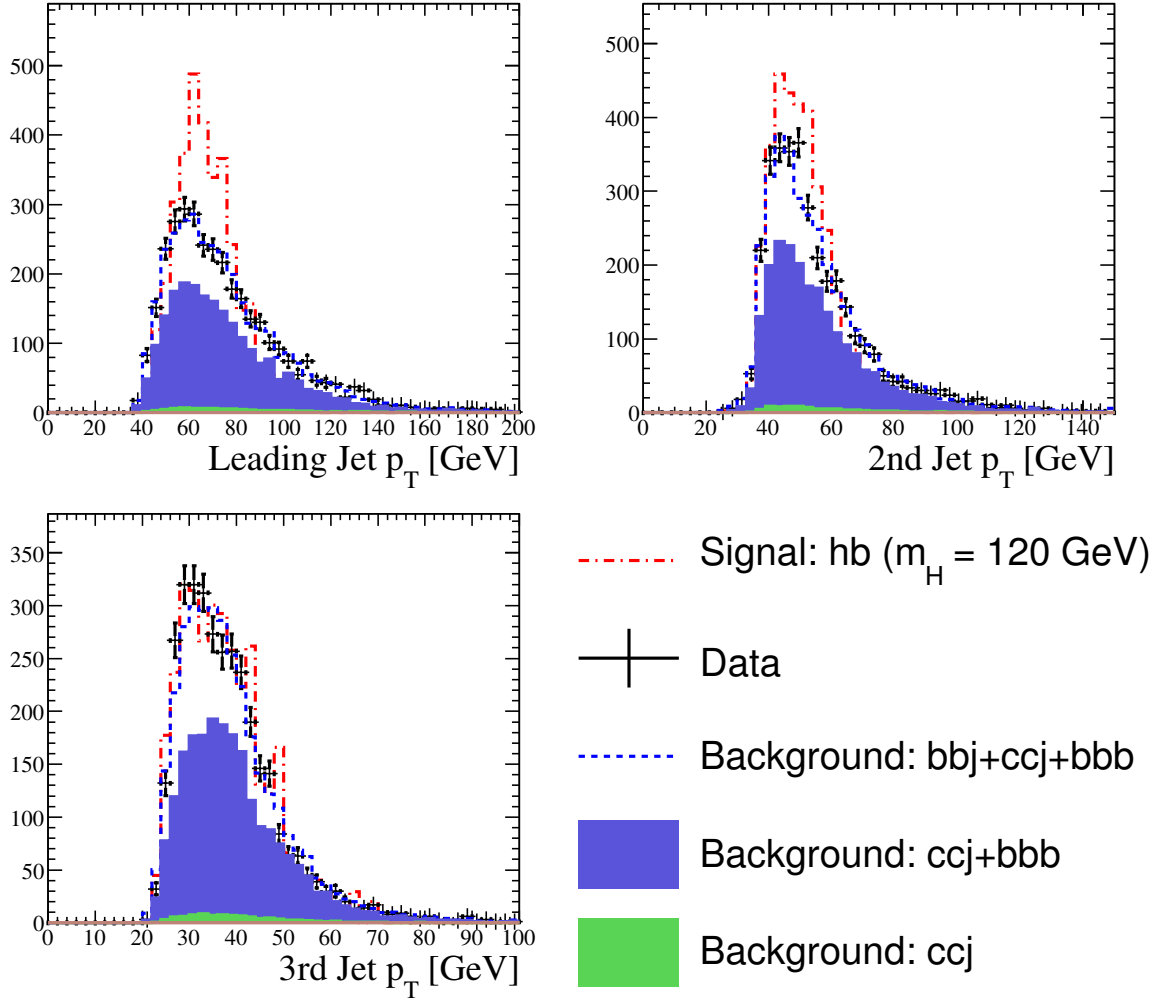 500
400
300
200
100
0
0 20 40 60 80 100 120 140 160 180 200
Leading Jet p_T [GeV]
500
400
300
200
100
0
0 20 40 60 80 100 120 140
2nd Jet p_T [GeV]
350
300
250
200
150
100
50
0
0 10 20 30 40 50 60 70 80 90 100
3rd Jet p_T [GeV]
Signal: hb (m_H = 120 GeV)
Data
Background: bbj+ccj+bbb
Background: ccj+bbb
Background: ccj